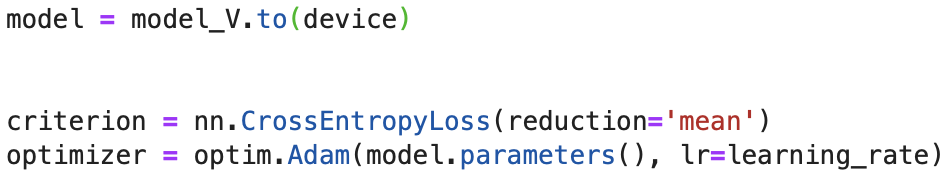 model = model_V.to(device)
criterion = nn.CrossEntropyLoss(reduction='mean')
optimizer = optim.Adam(model.parameters(), lr=learning_rate)